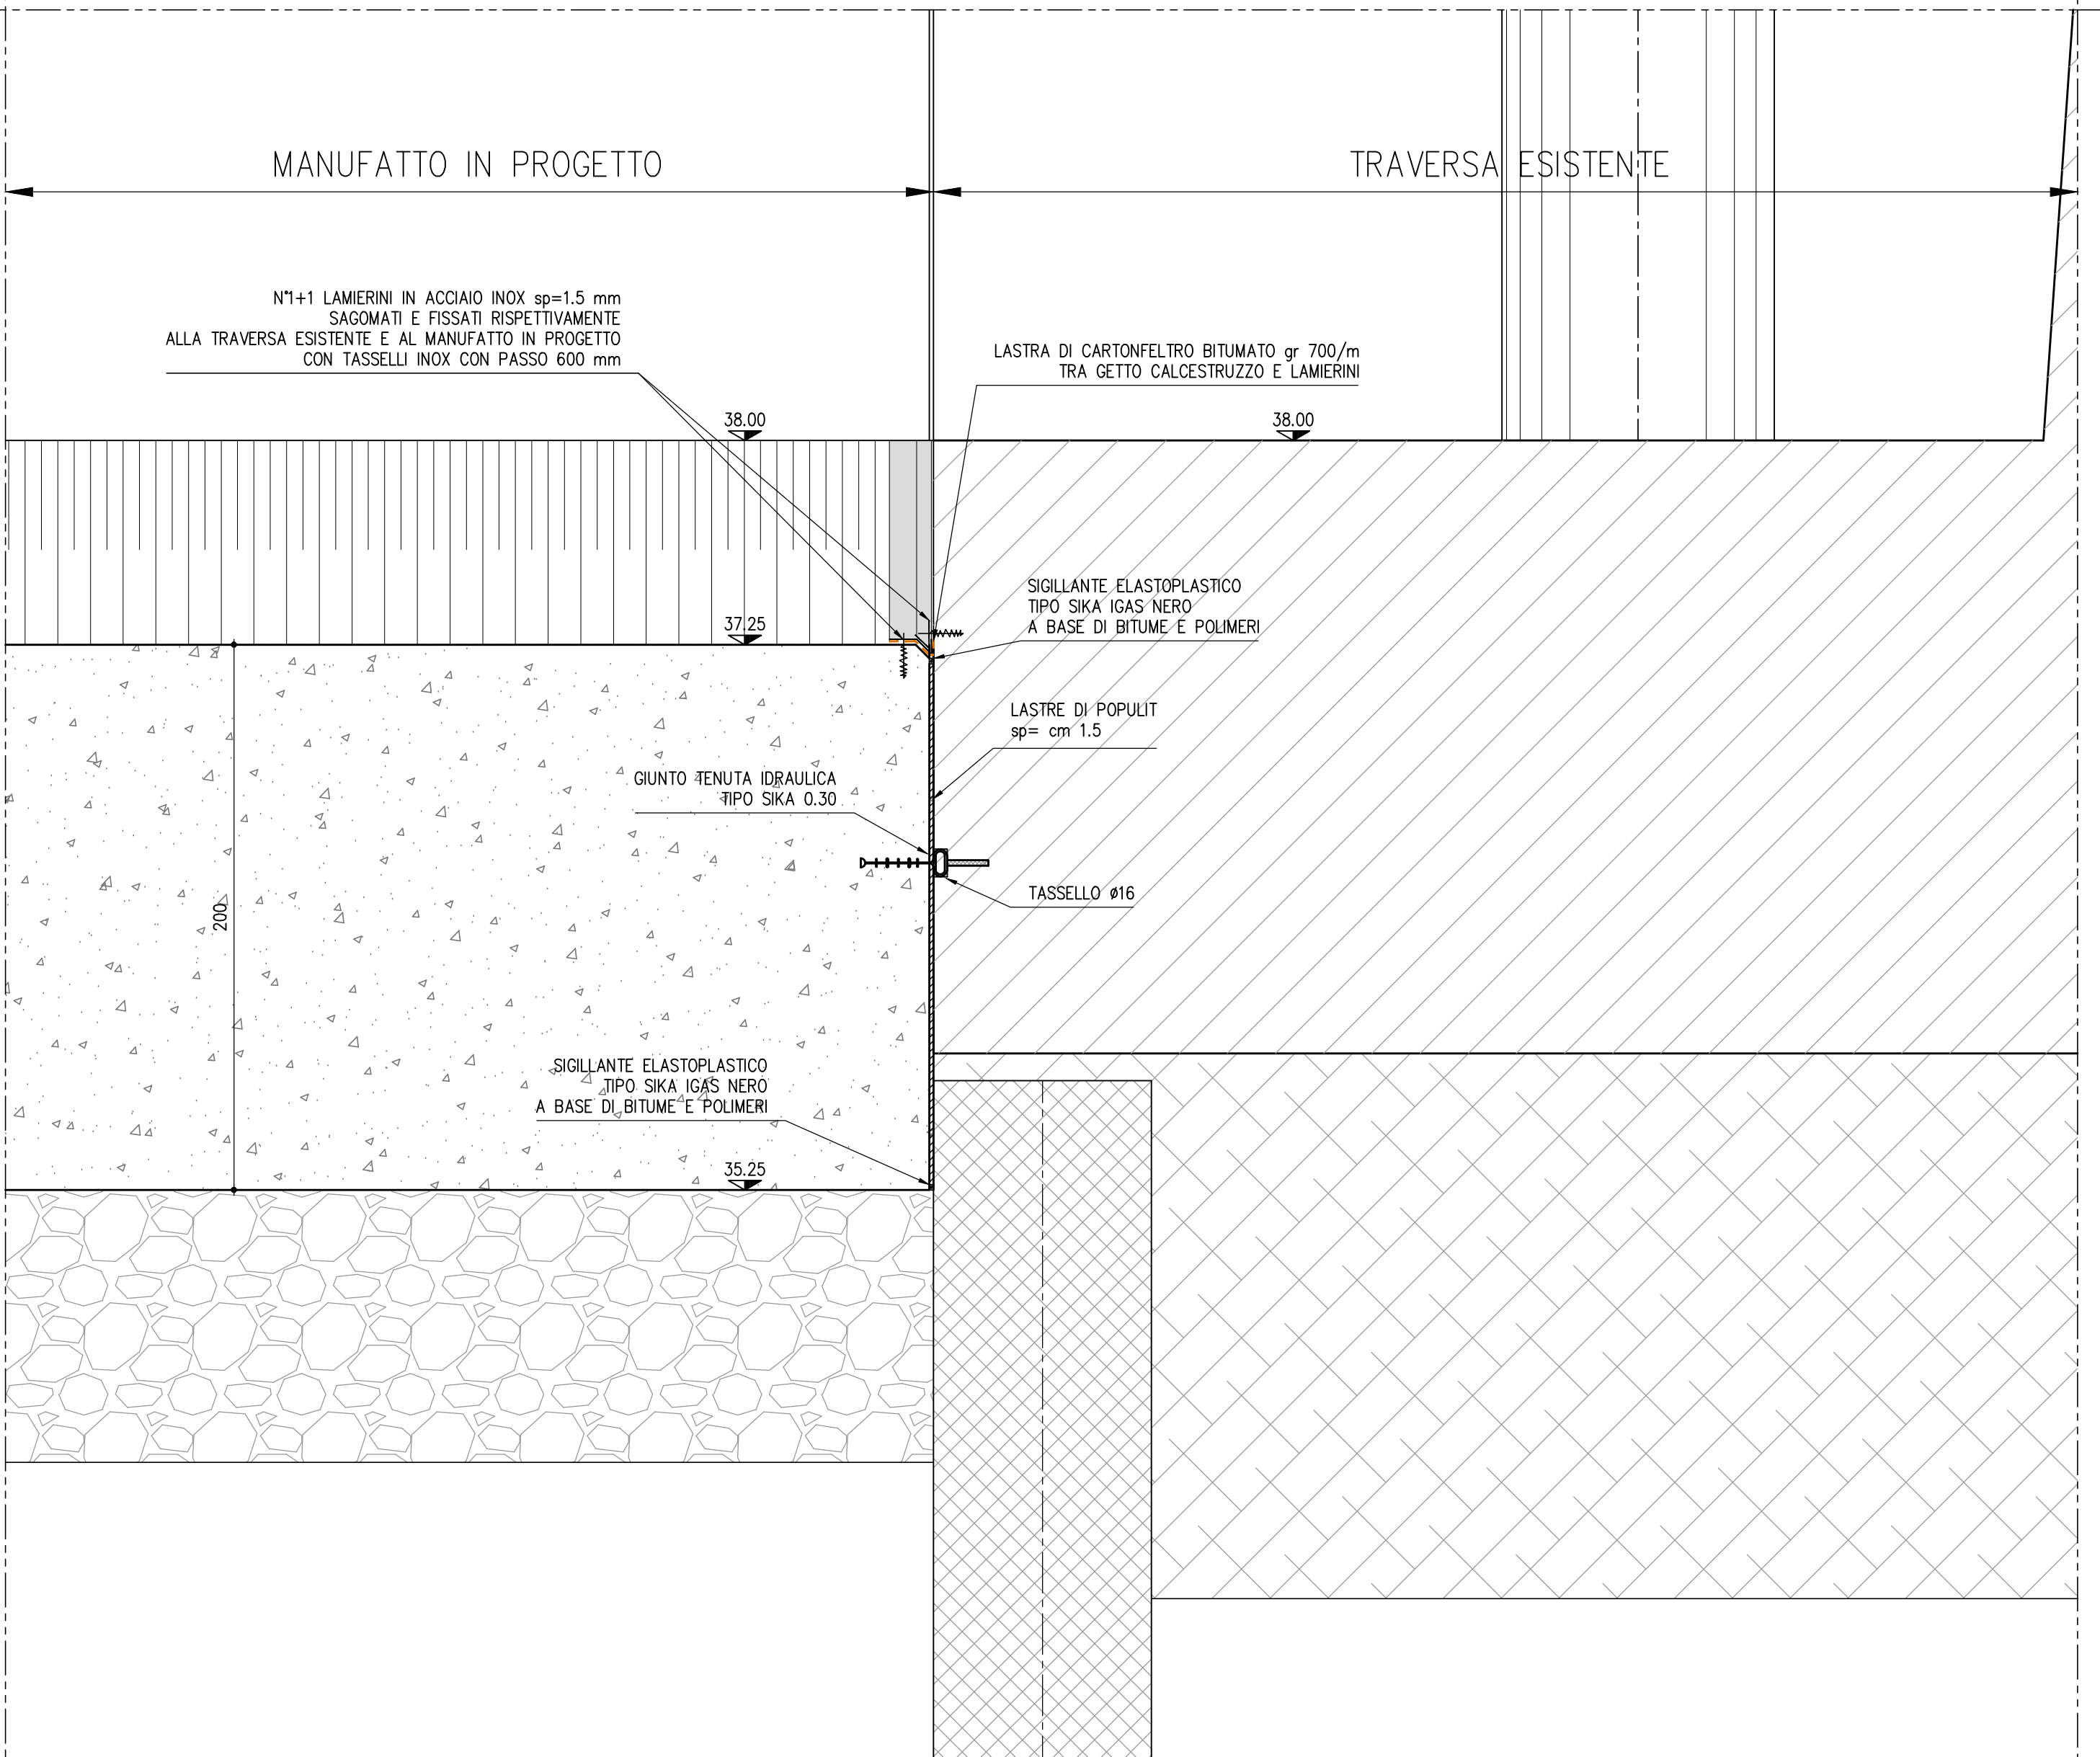 MANUFATTO IN PROGETTO
TRAVERSA ESISTENTE
N°1+1 LAMIERINI IN ACCIAIO INOX sp=1.5 mm
SAGOMATI E FISSATI RISPETTIVAMENTE
ALLA TRAVERSA ESISTENTE E AL MANUFATTO IN PROGETTO
CON TASSELLI INOX CON PASSO 600 mm
LASTRA DI CARTONFELTRO BITUMATO gr 700/m
TRA GETTO CALCESTRUZZO E LAMIERINI
38.00
38.00
SIGILLANTE ELASTOPLASTICO
TIPO SIKA IGAS NERO
A BASE DI BITUME E POLIMERI
37.25
LASTRE DI POPULIT
sp= cm 1.5
GIUNTO TENUTA IDRAULICA
TIPO SIKA 0.30
TASSELLO ø16
200
SIGILLANTE ELASTOPLASTICO
TIPO SIKA IGAS NERO
A BASE DI BITUME E POLIMERI
35.25